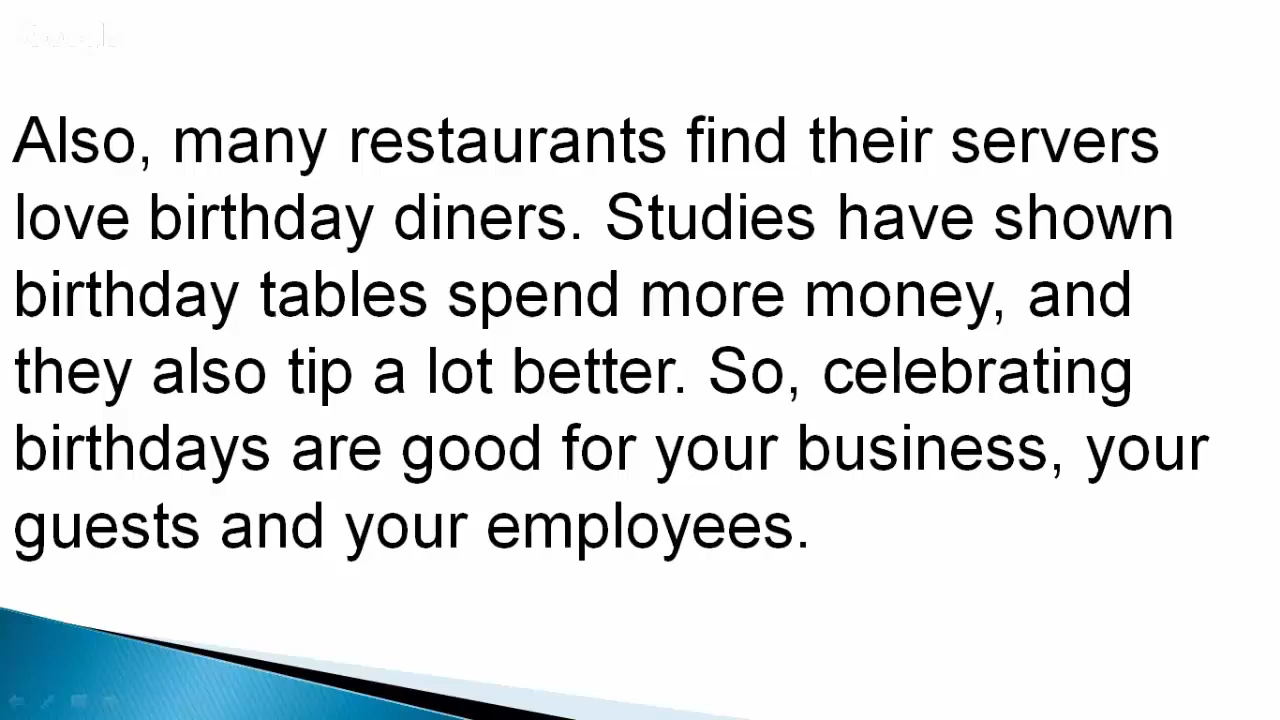 Also, many restaurants find their servers
love birthday diners. Studies have shown
birthday tables spend more money, and
they also tip a lot better. So, celebrating
birthdays are good for your business, your
guests and your employees.